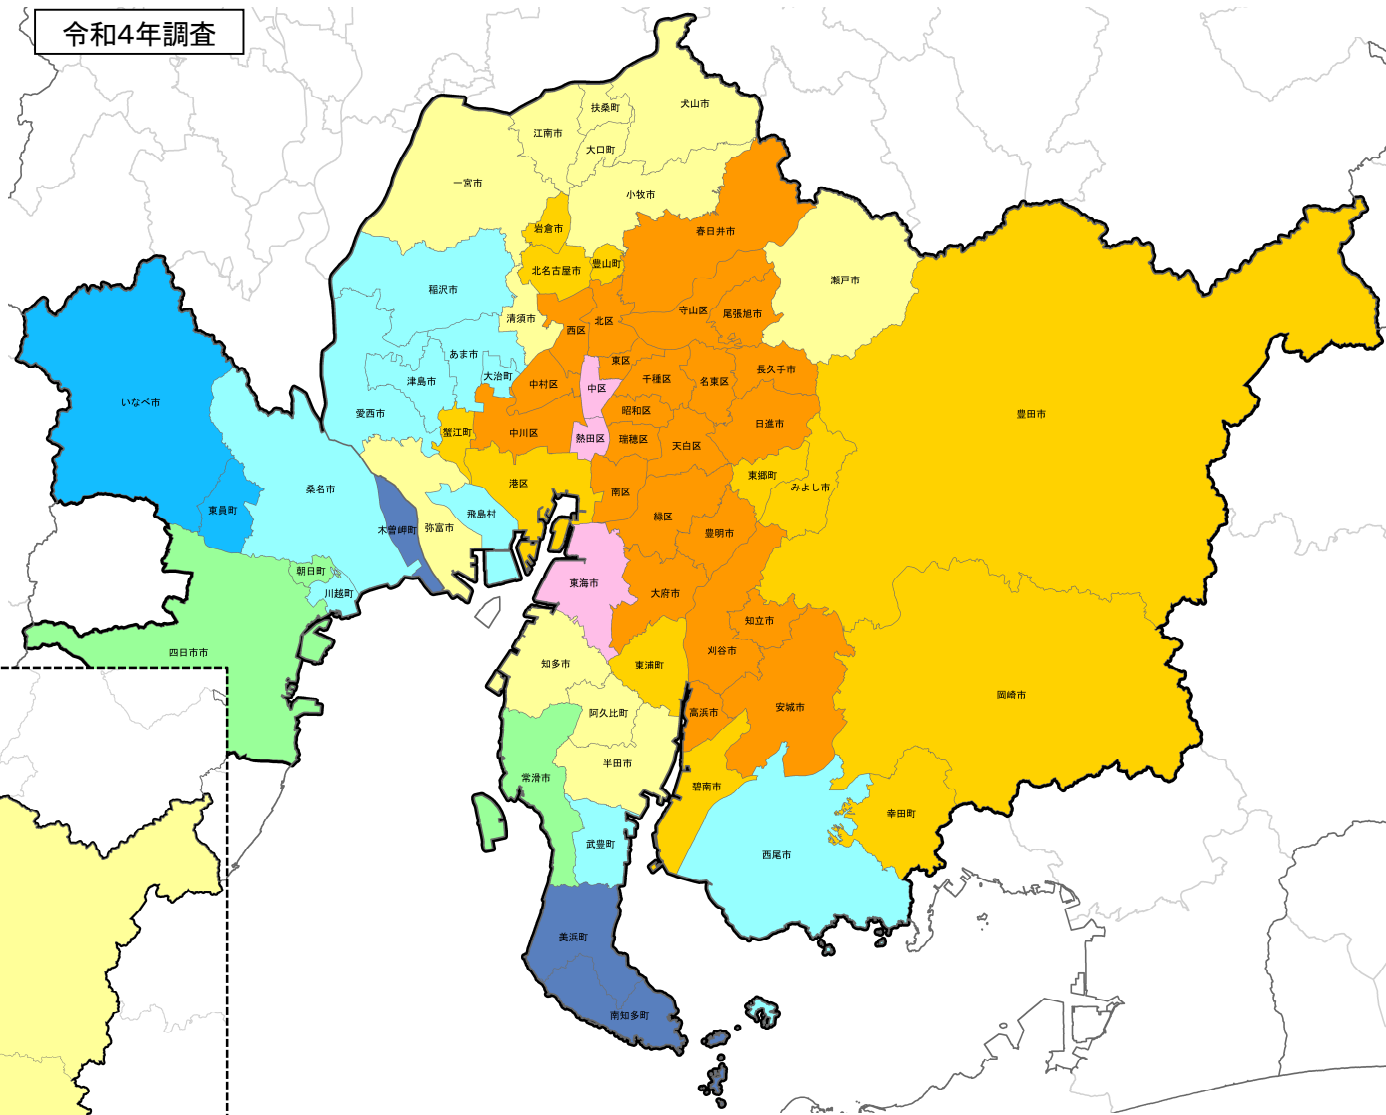 令和4年調査
犬山市
扶桑町
江南市
大口町
一宮市
小牧市
岩倉市
春日井市
豊山町
北名古屋市
瀬戸市
稲沢市
守山区
尾張旭市
清須市
北区
西区
あま市
東区
長久手市
大治町
千種区
名東区
津島市
中村区
中区
いなべ市
愛西市
昭和区
豊田市
日進市
蟹江町
中川区
熱田区
瑞穂区
天白区
東郷町
みよし市
港区
桑名市
南区
東員町
飛島村
緑区
木曽岬町
弥富市
豊明市
朝日町
東海市
川越町
大府市
知立市
四日市市
刈谷市
知多市
東浦町
岡崎市
安城市
阿久比町
高浜市
半田市
常滑市
碧南市
幸田町
武豊町
西尾市
美浜町
南知多町